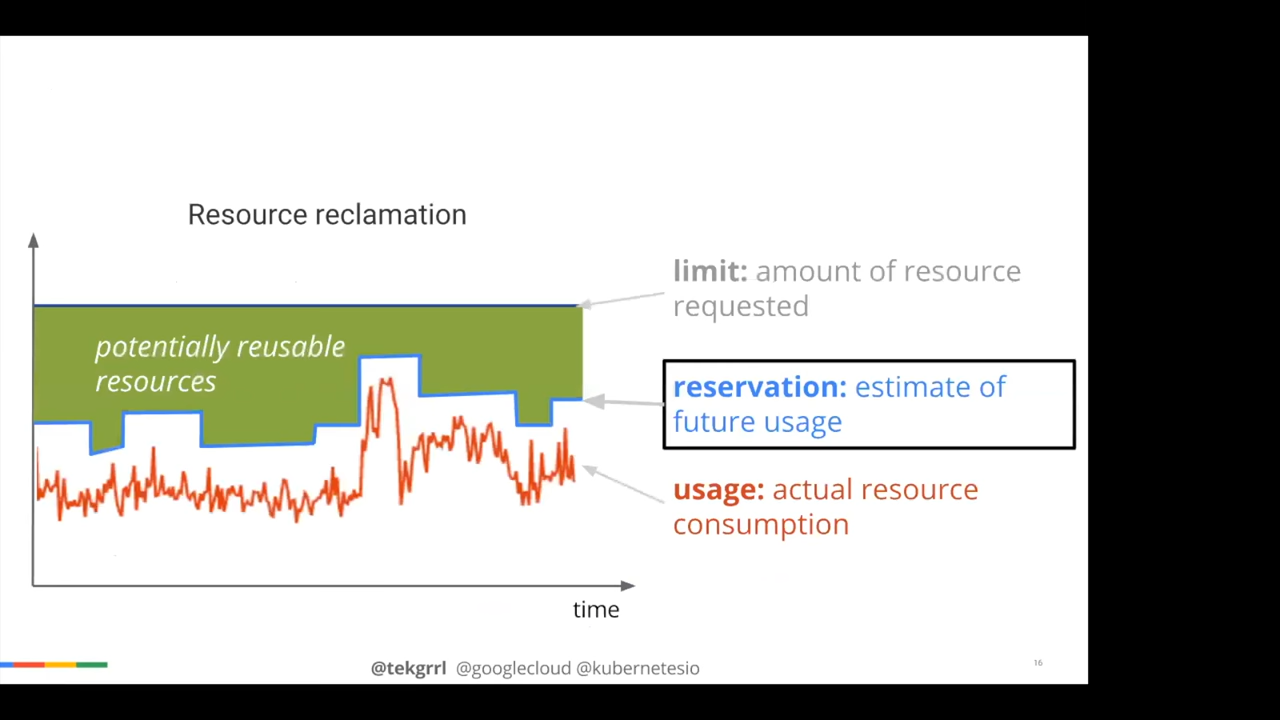 Resource reclamation
limit: amount of resource
requested
potentially reusable
resources
reservation: estimate of
future usage
usage: actual resource
consumption
time
@tekgrrl @googlecloud @kubernetesio
16